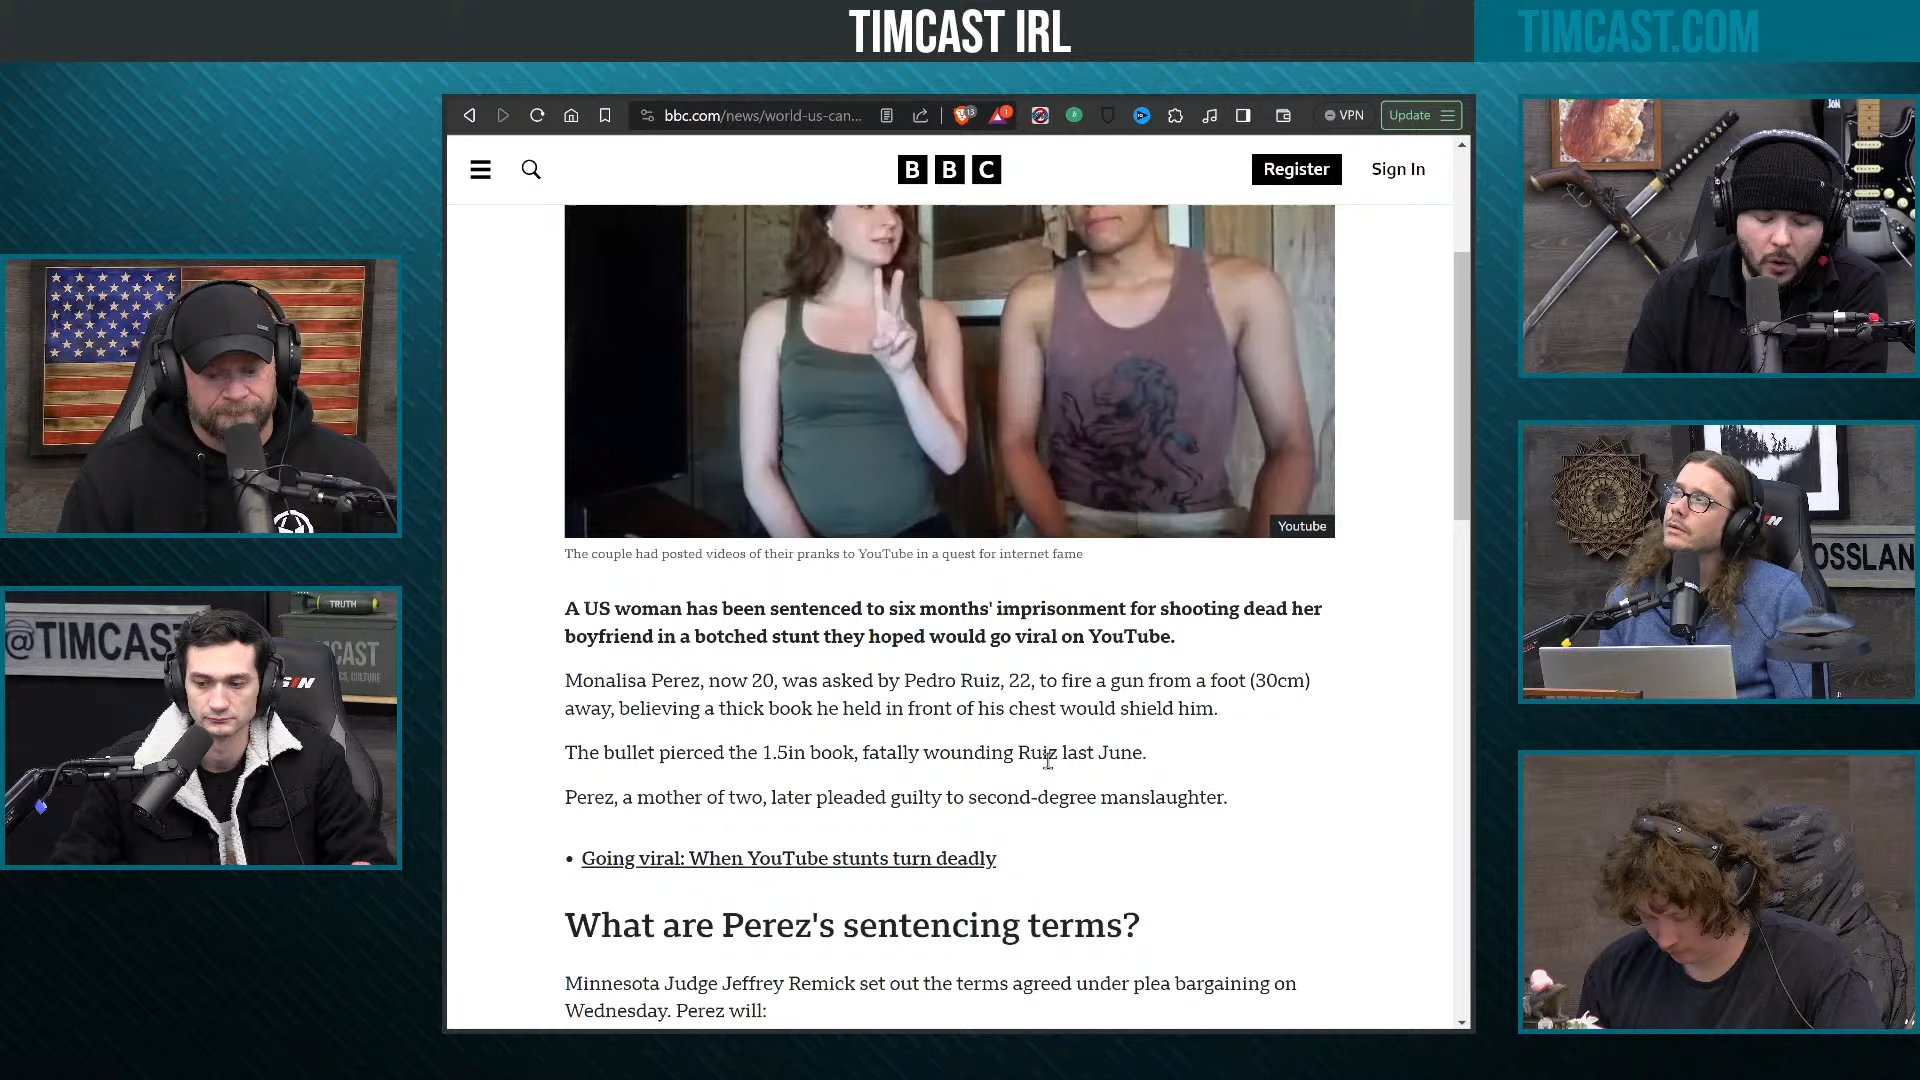 TIMCAST IRL
TIMCAST.COM
bbc.com/news/world-us-can...
13
1
VPN
Update
BBC
Register
Sign In
Youtube
The couple had posted videos of their pranks to YouTube in a quest for internet fame
A US woman has been sentenced to six months' imprisonment for shooting dead her
boyfriend in a botched stunt they hoped would go viral on YouTube.
Monalisa Perez, now 20, was asked by Pedro Ruiz, 22, to fire a gun from a foot (30cm)
away, believing a thick book he held in front of his chest would shield him.
The bullet pierced the 1.5in book, fatally wounding Ruiz last June.
Perez, a mother of two, later pleaded guilty to second-degree manslaughter.
• Going viral: When YouTube stunts turn deadly
What are Perez's sentencing terms?
Minnesota Judge Jeffrey Remick set out the terms agreed under plea bargaining on
Wednesday. Perez will:
@TIMCAST
TRUTH
CAST
CULTURE
OSSLAN